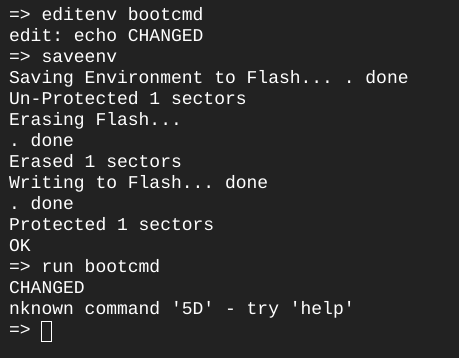 => editenv bootcmd
edit: echo CHANGED
=> saveenv
Saving Environment to Flash... . done
Un-Protected 1 sectors
Erasing Flash...
. done
Erased 1 sectors
Writing to Flash... done
. done
Protected 1 sectors
OK
=> run bootcmd
CHANGED
nknown command '5D' - try 'help'
=>